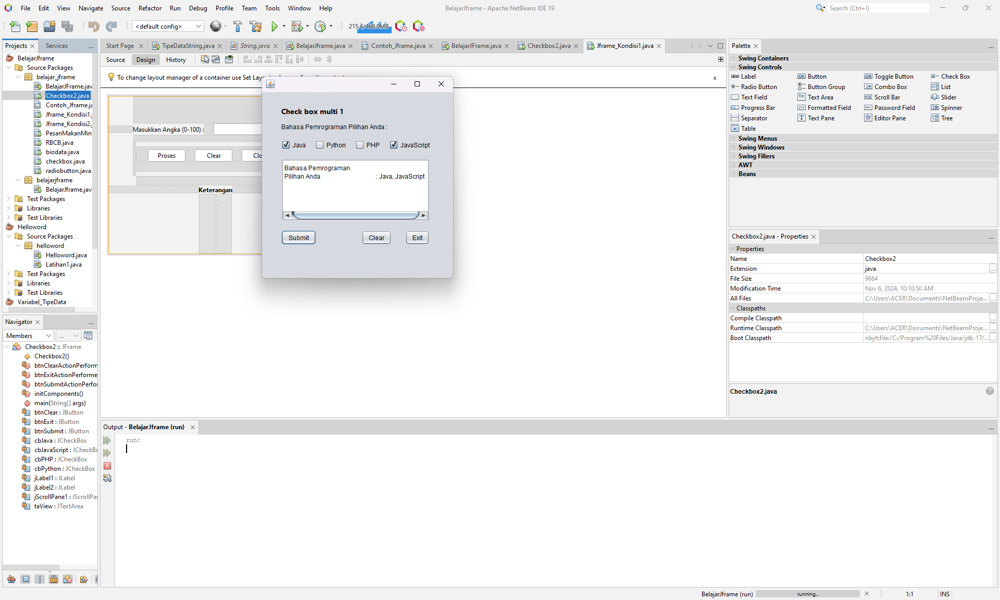 File Edit View Navigate Source Refactor Run Debug Profile Team Tools Window Help
BelajarJframe - Apache NetBeans IDE 19
Search (Ctrl+I)
<default config>
215.4/468.0MB
Projects Services
BelajarJframe
Source Packages
belajar_jframe
BelajarJFrame.jav
Checkbox2.java
Contoh_Jframe.ja
Jframe_Kondisi1.
Jframe_Kondisi2.
PesanMakanMin
RBCB.java
biodata.java
checkbox.java
radiobutton.java
belajarjframe
BelajarJframe.java
Test Packages
Libraries
Test Libraries
Helloword
Source Packages
helloword
Helloword.java
Latihan1.java
Test Packages
Libraries
Test Libraries
Variabel_TipeData
Start Page TipeDataString.java String.java BelajarJframe.java Contoh_Jframe.java BelajarJFrame.java Checkbox2.java Jframe_Kondisi1.java
Source Design History
To change layout manager of a container use Set Layo
x
Masukkan Angka (0-100) :
Proses Clear Clo
Keterangan
Check box multi 1
Bahasa Pemrograman Pilihan Anda :
Java Python PHP JavaScript
Bahasa Pemrograman
Pilihan Anda : Java, JavaScript
Submit Clear Exit
Palette
Swing Containers
Swing Controls
Label Button Toggle Button Check Box
Radio Button Button Group Combo Box List
Text Field Text Area Scroll Bar Slider
Progress Bar Formatted Field Password Field Spinner
Separator Text Pane Editor Pane Tree
Table
Swing Menus
Swing Windows
Swing Fillers
AWT
Beans
Checkbox2.java - Properties
Properties
Name Checkbox2
Extension java
File Size 9664
Modification Time Nov 6, 2024, 10:10:50 AM
All Files C:\Users\ACER\Documents\NetBeansProje...
Classpaths
Compile Classpath
Runtime Classpath C:\Users\ACER\Documents\NetBeansProje...
Boot Classpath nbjrt:file:/C:/Program%20Files/Java/jdk-17/...
Checkbox2.java
Navigator
Members ...
Checkbox2 :: JFrame
Checkbox2()
btnClearActionPerform
btnExitActionPerforme
btnSubmitActionPerfor
initComponents()
main(String[] args)
btnClear : JButton
btnExit : JButton
btnSubmit : JButton
cbJava : JCheckBox
cbJavaScript : JCheckBo
cbPHP : JCheckBox
cbPython : JCheckBox
jLabel1 : JLabel
jLabel2 : JLabel
jScrollPane1 : JScrollPar
taView : JTextArea
Output - BelajarJframe (run)
run:
BelajarJframe (run) running... 1:1 INS